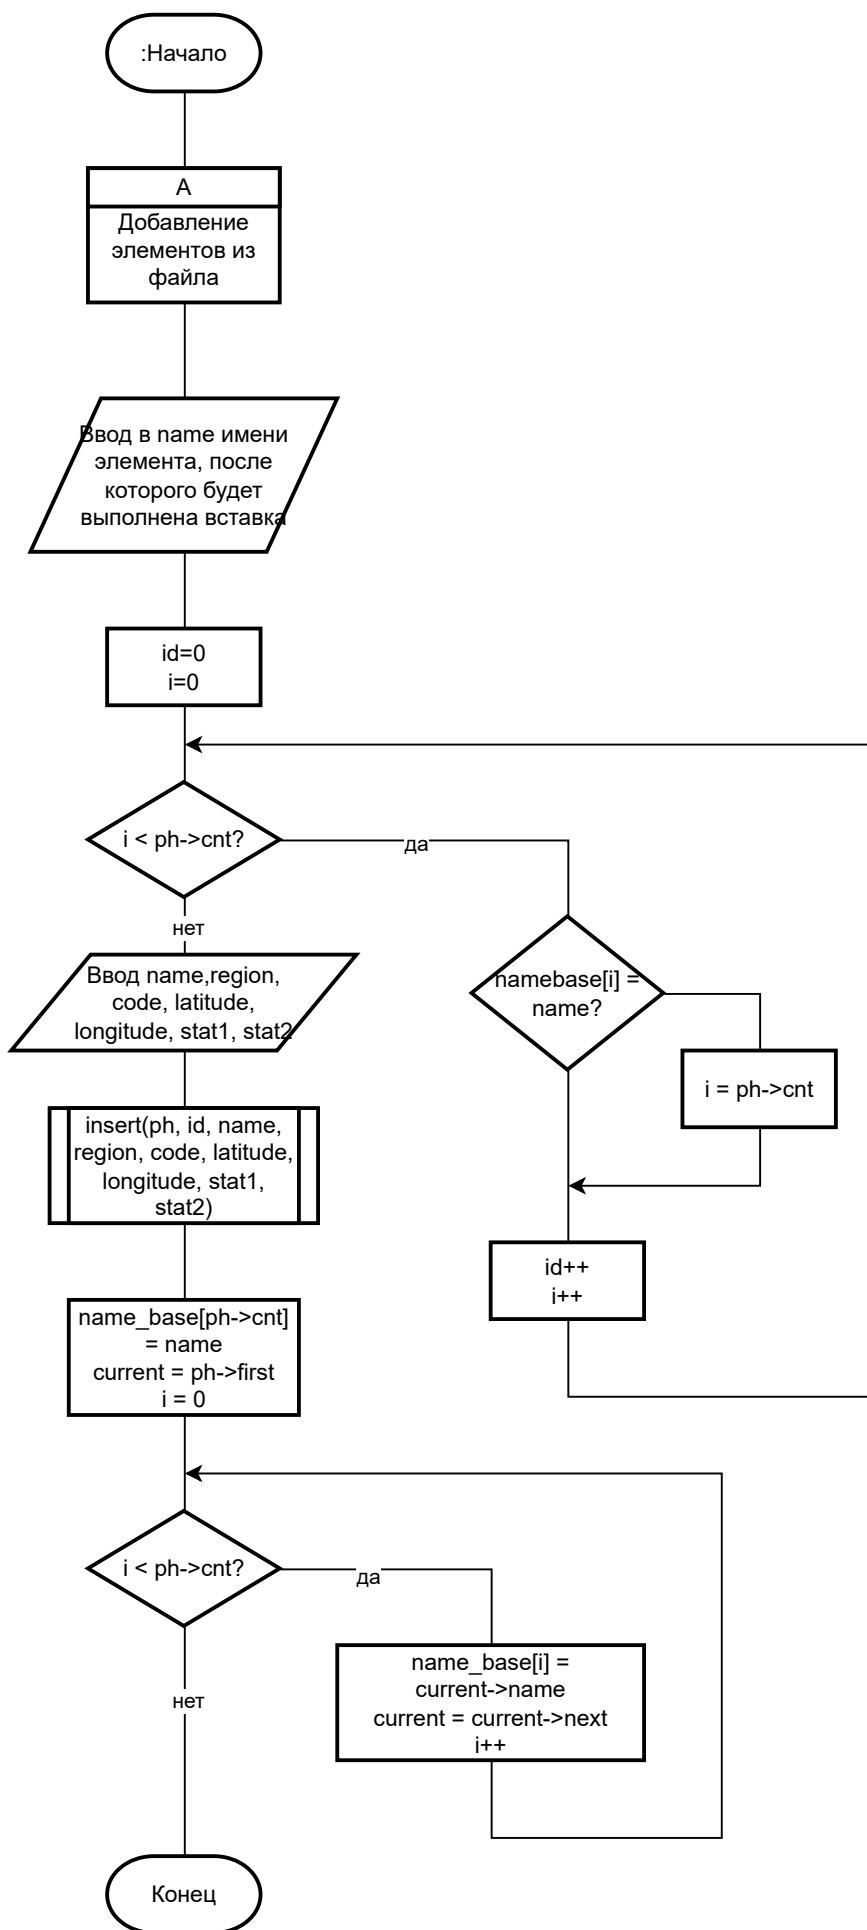 :Начало
А
Добавление
элементов из
файла
Ввод в name имени
элемента, после
которого будет
выполнена вставка
id=0
i=0
i < ph->cnt?
да
нет
namebase[i] =
name?
Ввод name,region,
code, latitude,
longitude, stat1, stat2
i = ph->cnt
insert(ph, id, name,
region, code, latitude,
longitude, stat1,
stat2)
id++
i++
name_base[ph->cnt]
= name
current = ph->first
i = 0
i < ph->cnt?
да
name_base[i] =
current->name
current = current->next
i++
нет
Конец